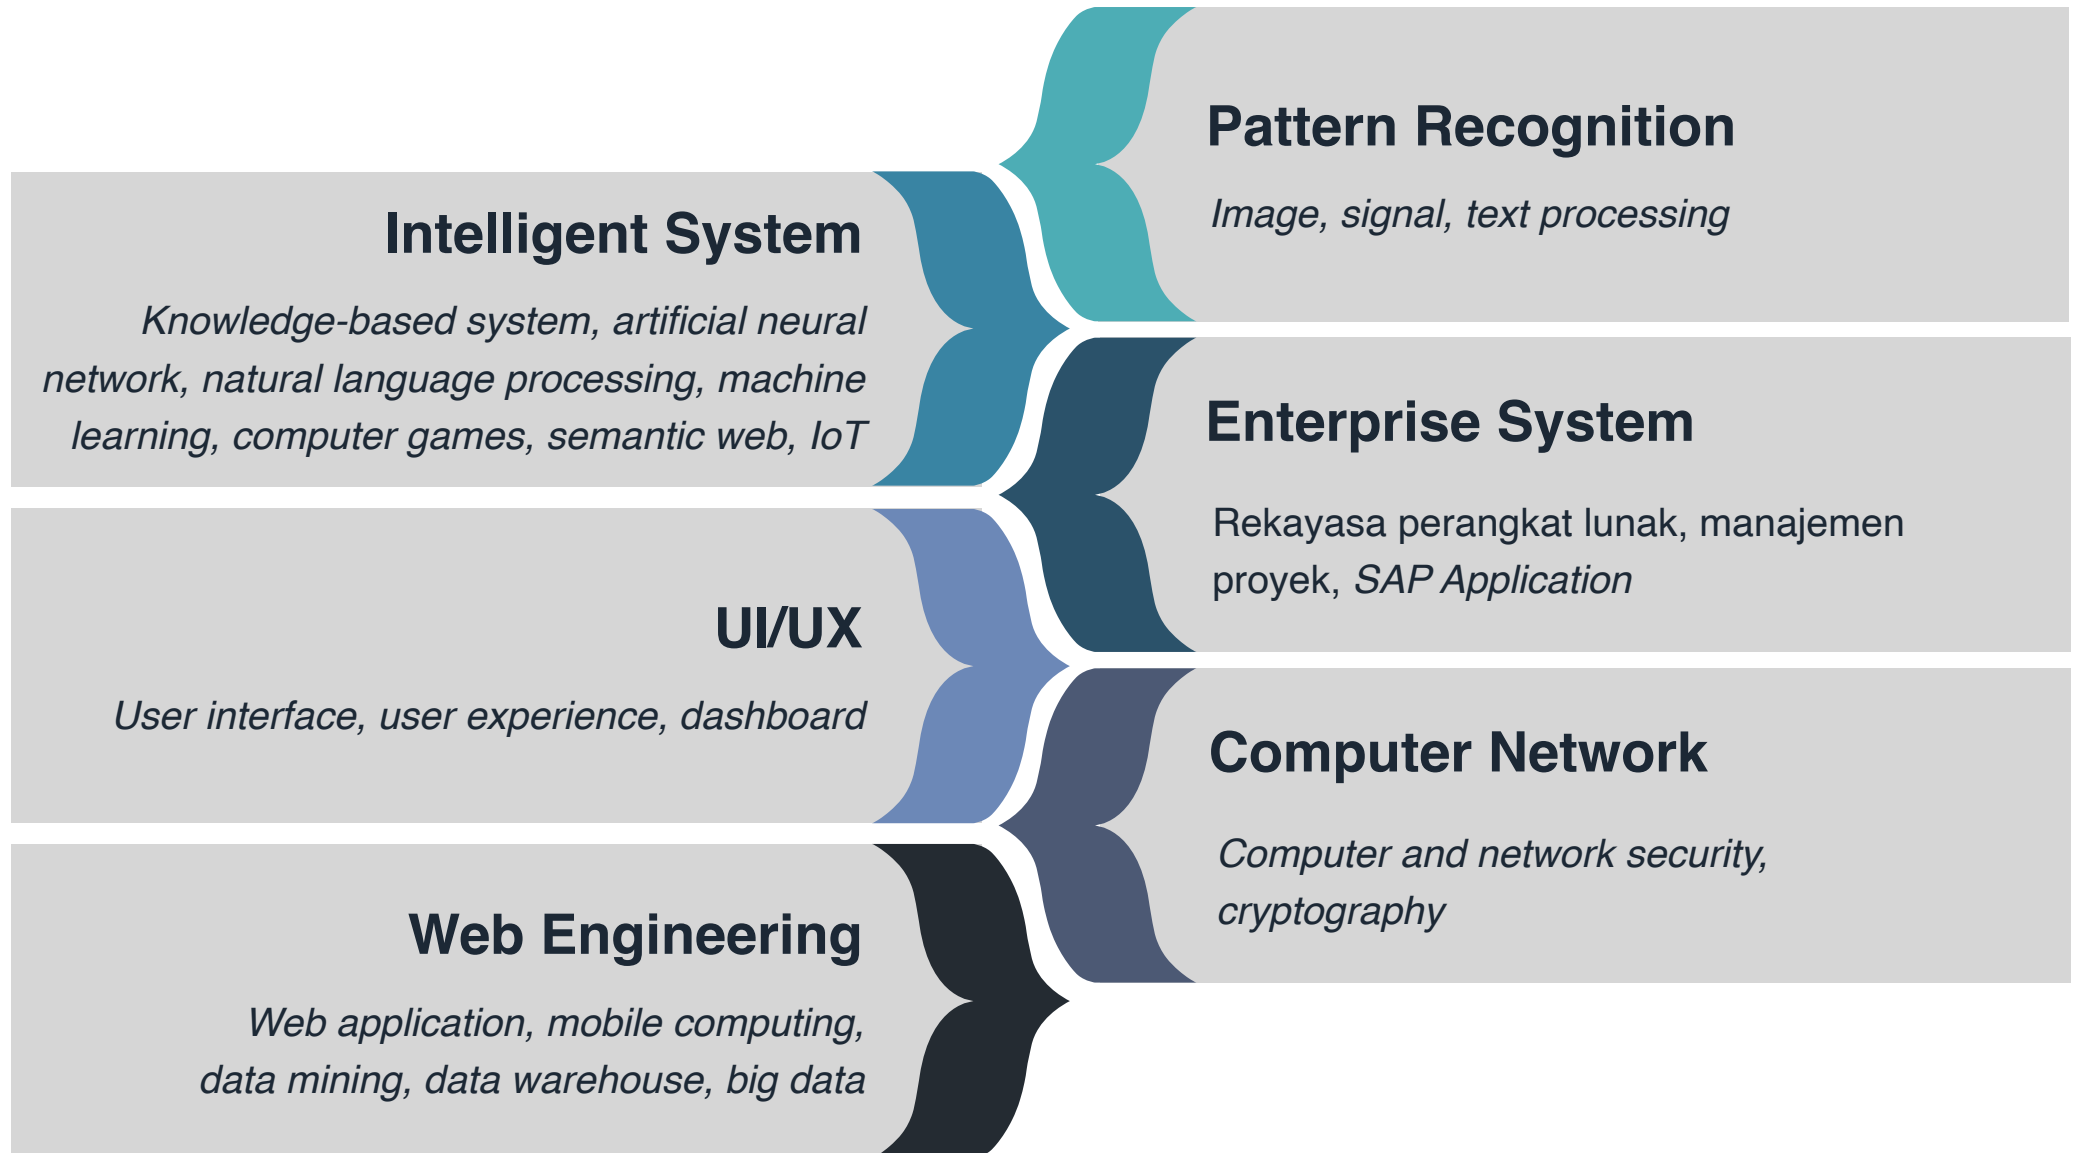 Pattern Recognition
Image, signal, text processing
Intelligent System
Knowledge-based system, artificial neural
network, natural language processing, machine
learning, computer games, semantic web, IoT
Enterprise System
Rekayasa perangkat lunak, manajemen
proyek, SAP Application
UI/UX
User interface, user experience, dashboard
Computer Network
Computer and network security,
cryptography
Web Engineering
Web application, mobile computing,
data mining, data warehouse, big data